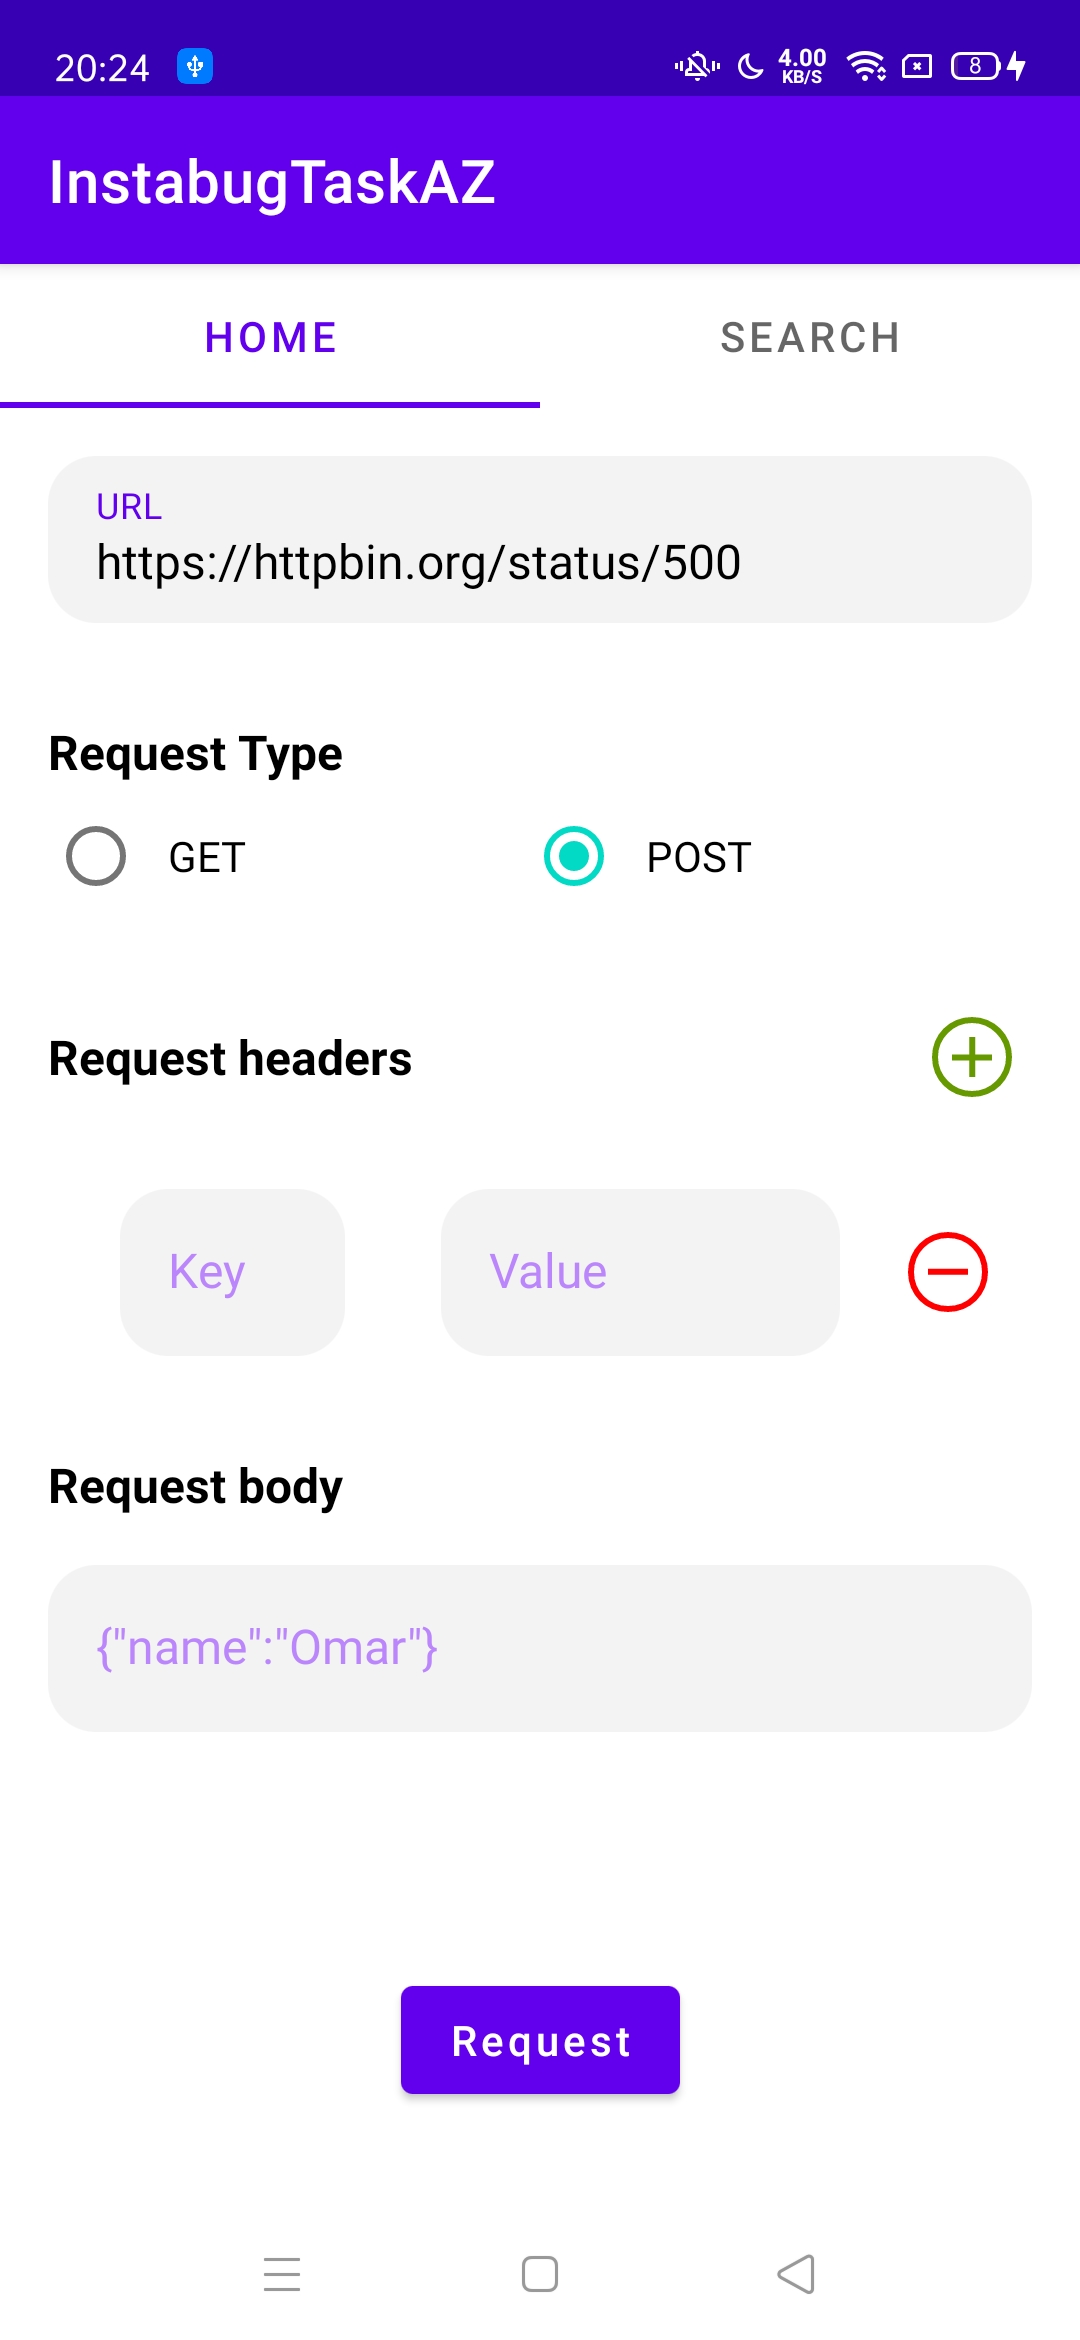 20:24 4.00 KB/S 8
InstabugTaskAZ
HOME SEARCH
URL
https://httpbin.org/status/500
Request Type
GET POST
Request headers
Key Value
Request body
{"name":"Omar"}
Request